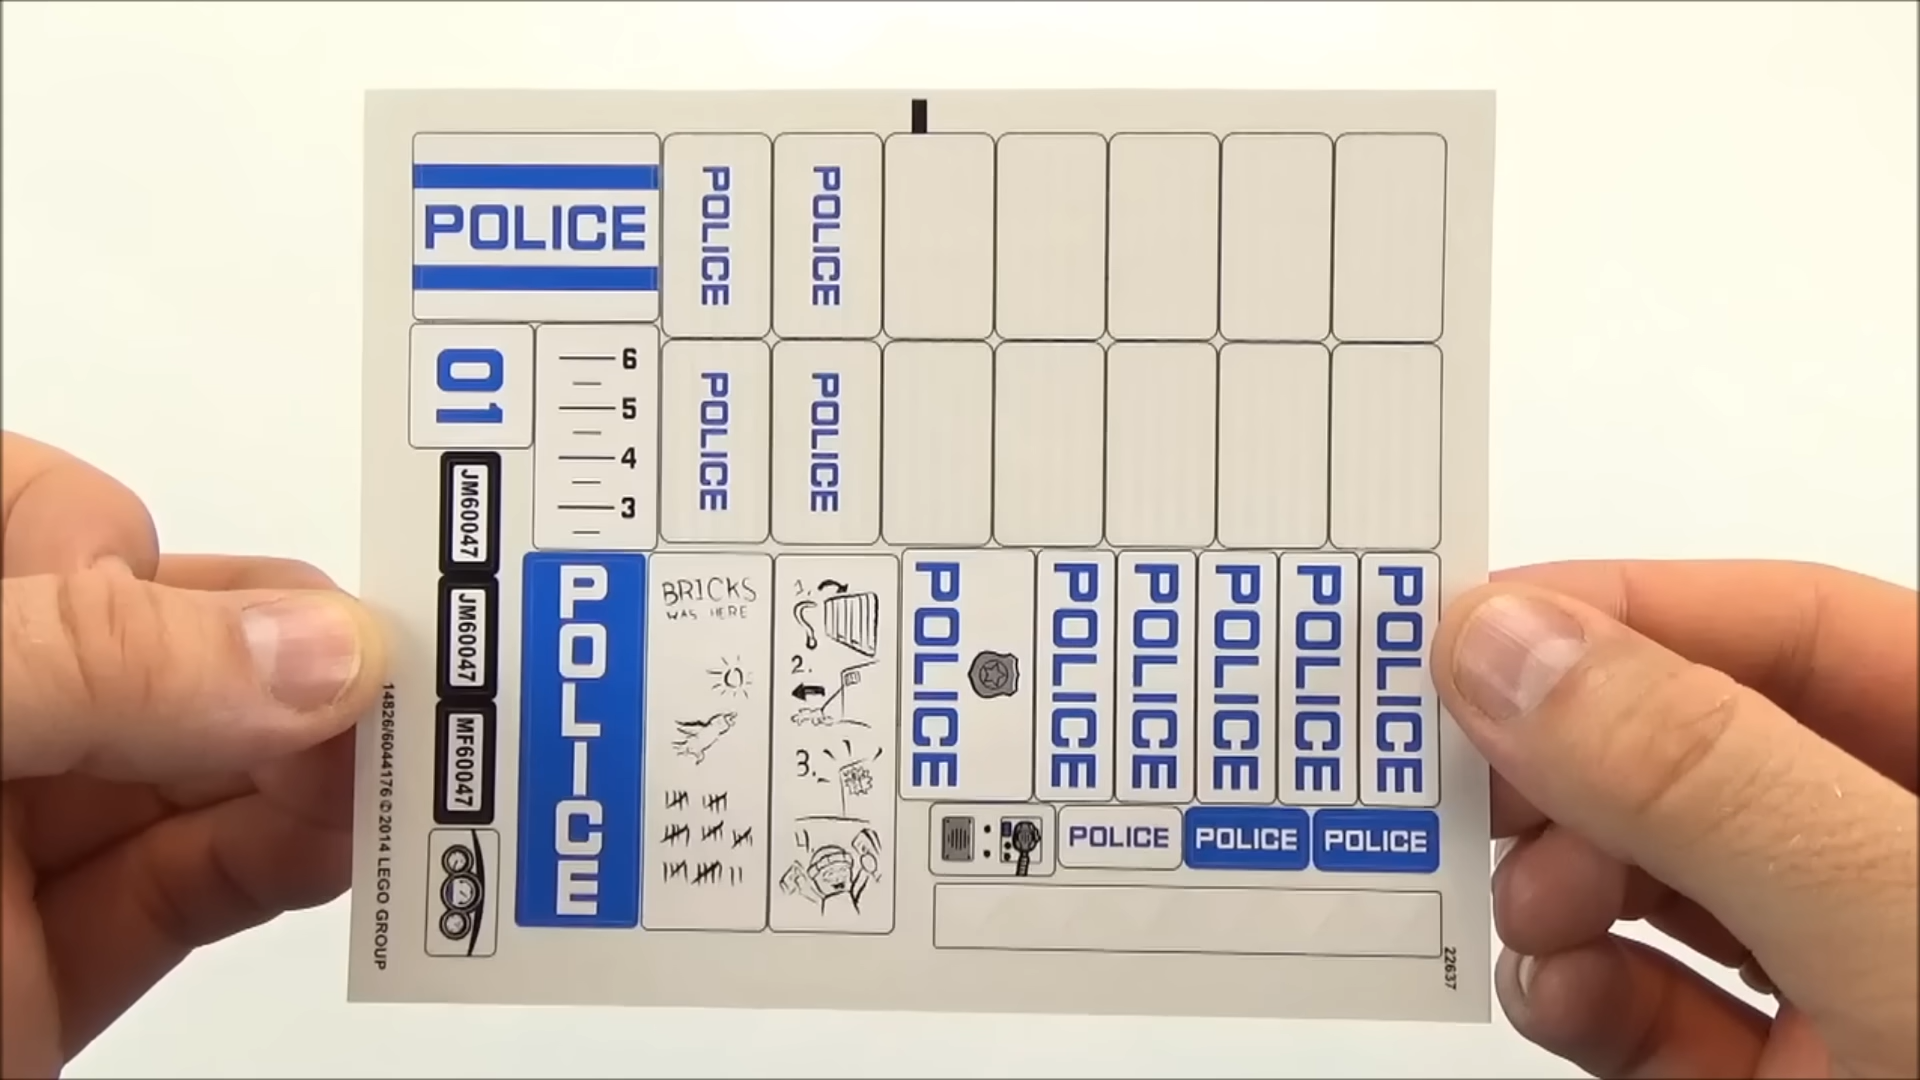 POLICE
POLICE
POLICE
01
6
5
4
3
POLICE
POLICE
JM60047
JM60047
MF60047
POLICE
BRICKS
WAS HERE
1.
2.
3.
4.
POLICE
POLICE
POLICE
POLICE
POLICE
POLICE
POLICE
POLICE
POLICE
14826/6044176 ©2014 LEGO GROUP
22637